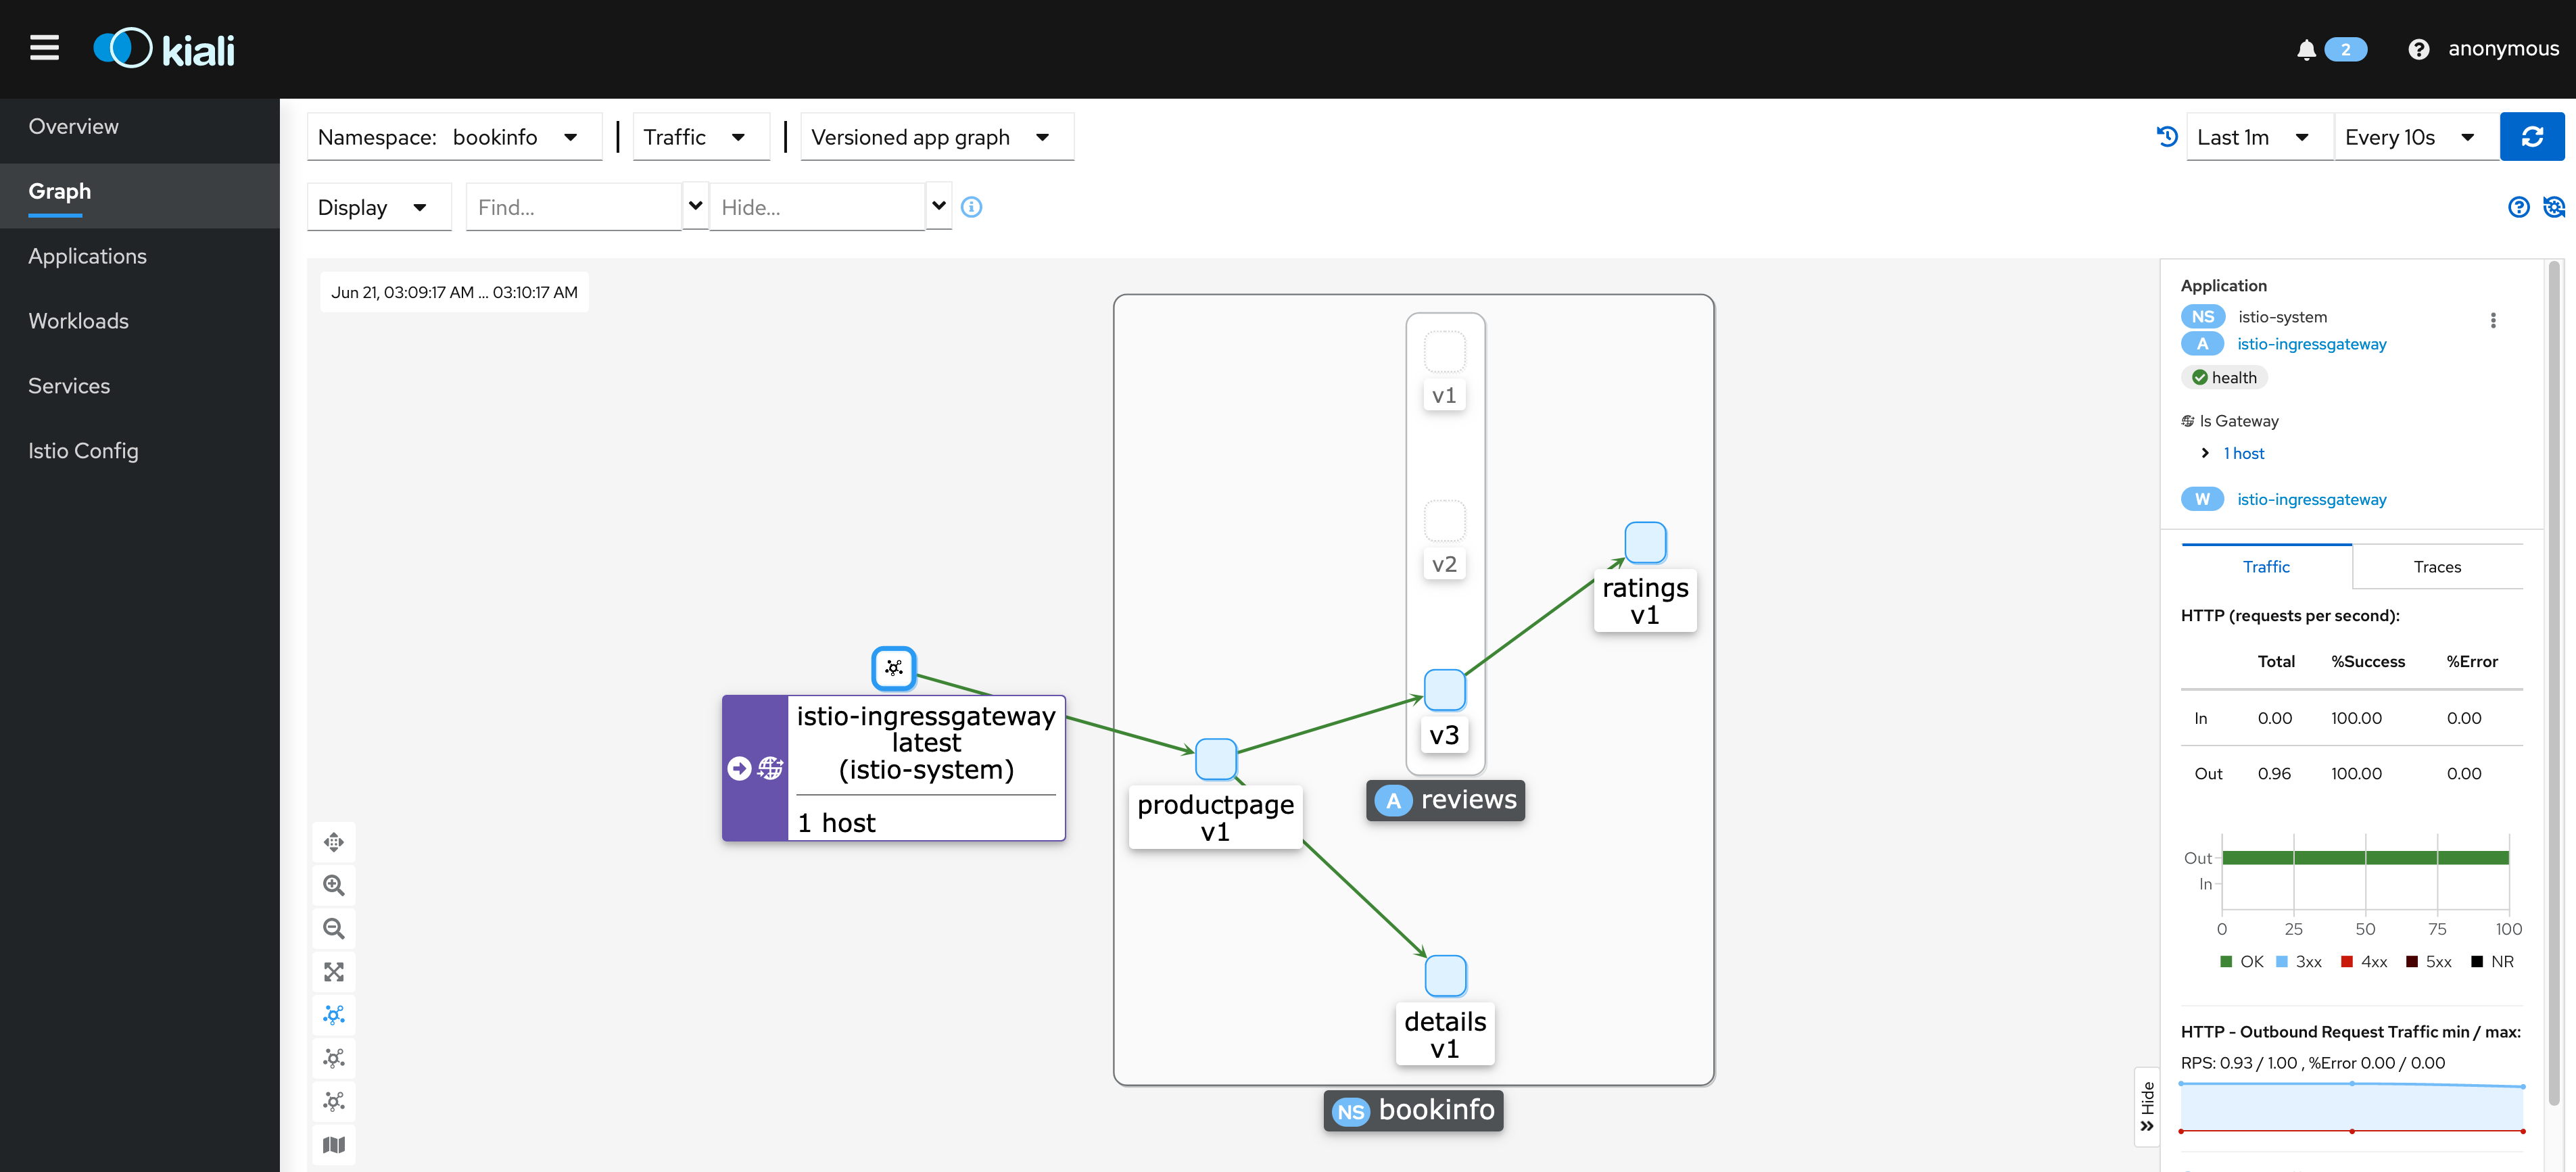 kiali
2
anonymous
Overview
Graph
Applications
Workloads
Services
Istio Config
Namespace: bookinfo
Traffic
Versioned app graph
Last 1m
Every 10s
Display
Find...
Hide...
Jun 21, 03:09:17 AM ... 03:10:17 AM
v1
v2
ratings
v1
v3
A reviews
istio-ingressgateway
latest
(istio-system)
1 host
productpage
v1
details
v1
NS bookinfo
Hide
Application
NS istio-system
A istio-ingressgateway
health
Is Gateway
1 host
W istio-ingressgateway
Traffic Traces
HTTP (requests per second):
Total %Success %Error
In 0.00 100.00 0.00
Out 0.96 100.00 0.00
Out
In
0 25 50 75 100
OK 3xx 4xx 5xx NR
HTTP - Outbound Request Traffic min / max:
RPS: 0.93 / 1.00 , %Error 0.00 / 0.00